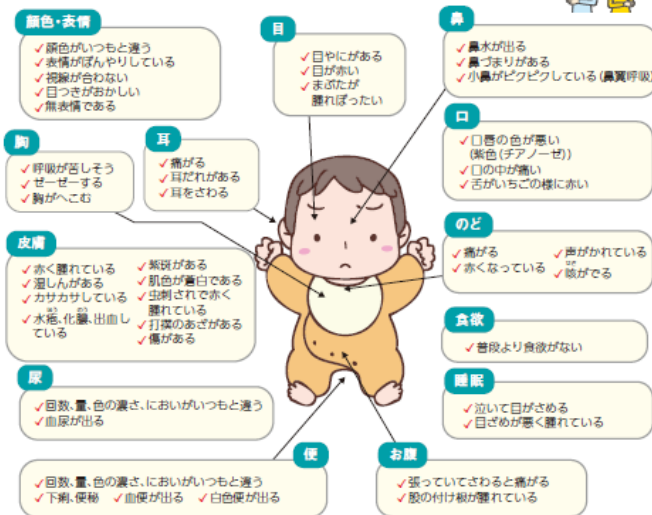 顔色・表情
✓顔色がいつもと違う
✓表情がぼんやりしている
✓視線が合わない
✓目つきがおかしい
✓無表情である
目
✓目やにがある
✓目が赤い
✓まぶたが
腫れぼったい
鼻
✓鼻水が出る
✓鼻づまりがある
✓小鼻がピクピクしている(鼻翼呼吸)
胸
✓呼吸が苦しそう
✓ゼーゼーする
✓胸がへこむ
耳
✓痛がる
✓耳だれがある
✓耳をさわる
口
✓口唇の色が悪い
(紫色(チアノーゼ))
✓口の中が痛い
✓舌がいちごの様に赤い
皮膚
✓赤く腫れている
✓湿しんがある
✓カサカサしている
✓水疱、化膿、出血し
ている
✓紫斑がある
✓肌色が蒼白である
✓虫刺されで赤く
腫れている
✓打撲のあざがある
✓傷がある
のど
✓痛がる
✓赤くなっている
✓声がかれている
✓咳がでる
食欲
✓普段より食欲がない
尿
✓回数、量、色の濃さ、においがいつもと違う
✓血尿が出る
睡眠
✓泣いて目がさめる
✓目ざめが悪く腫れている
便
✓回数、量、色の濃さ、においがいつもと違う
✓下痢、便秘 ✓血便が出る ✓白色便が出る
お腹
✓張っていてさわると痛がる
✓股の付け根が腫れている